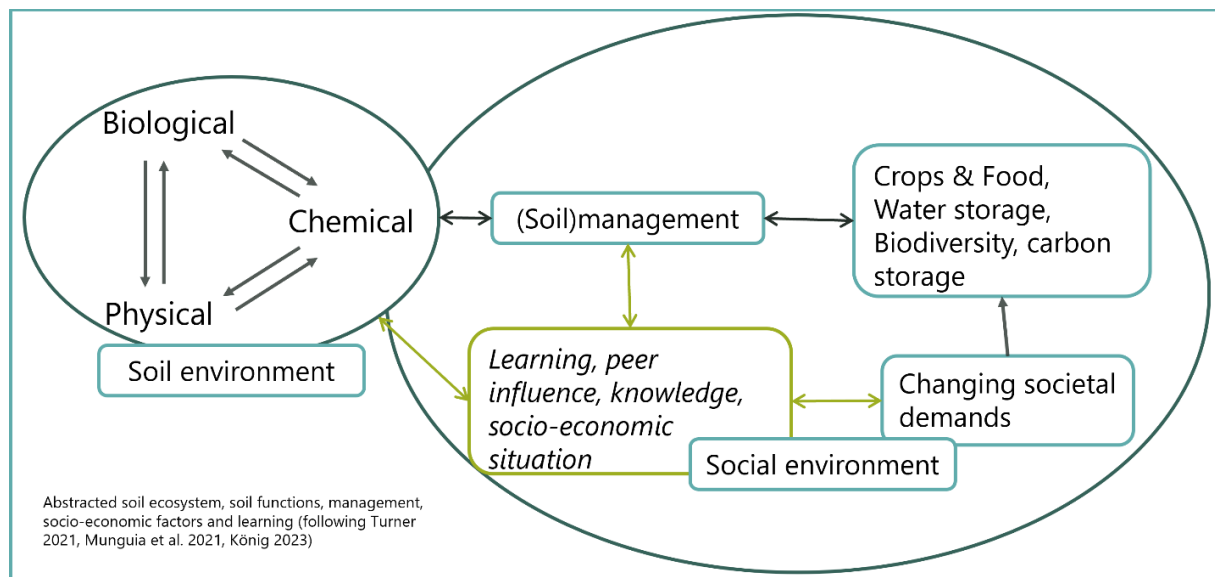 Biological
Chemical
Physical
Soil environment
(Soil)management
Crops & Food,
Water storage,
Biodiversity, carbon
storage
Learning, peer
influence, knowledge,
socio-economic
situation
Changing societal
demands
Social environment
Abstracted soil ecosystem, soil functions, management,
socio-economic factors and learning (following Turner
2021, Munguia et al. 2021, König 2023)